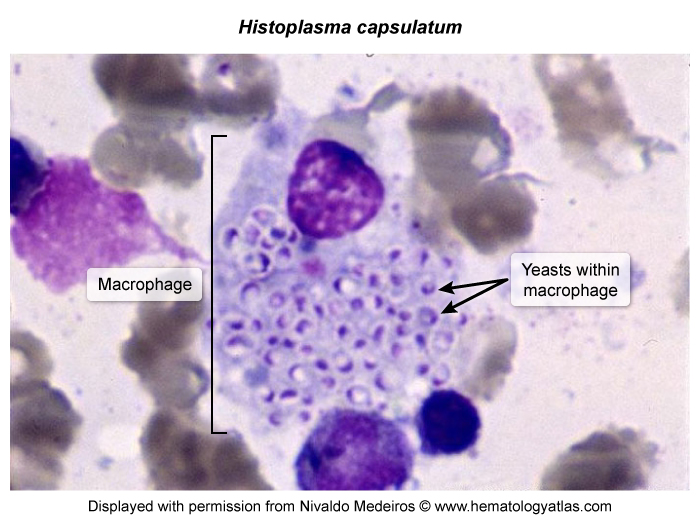 Histoplasma capsulatum
Macrophage
Yeasts within
macrophage
Displayed with permission from Nivaldo Medeiros © www.hematologyatlas.com